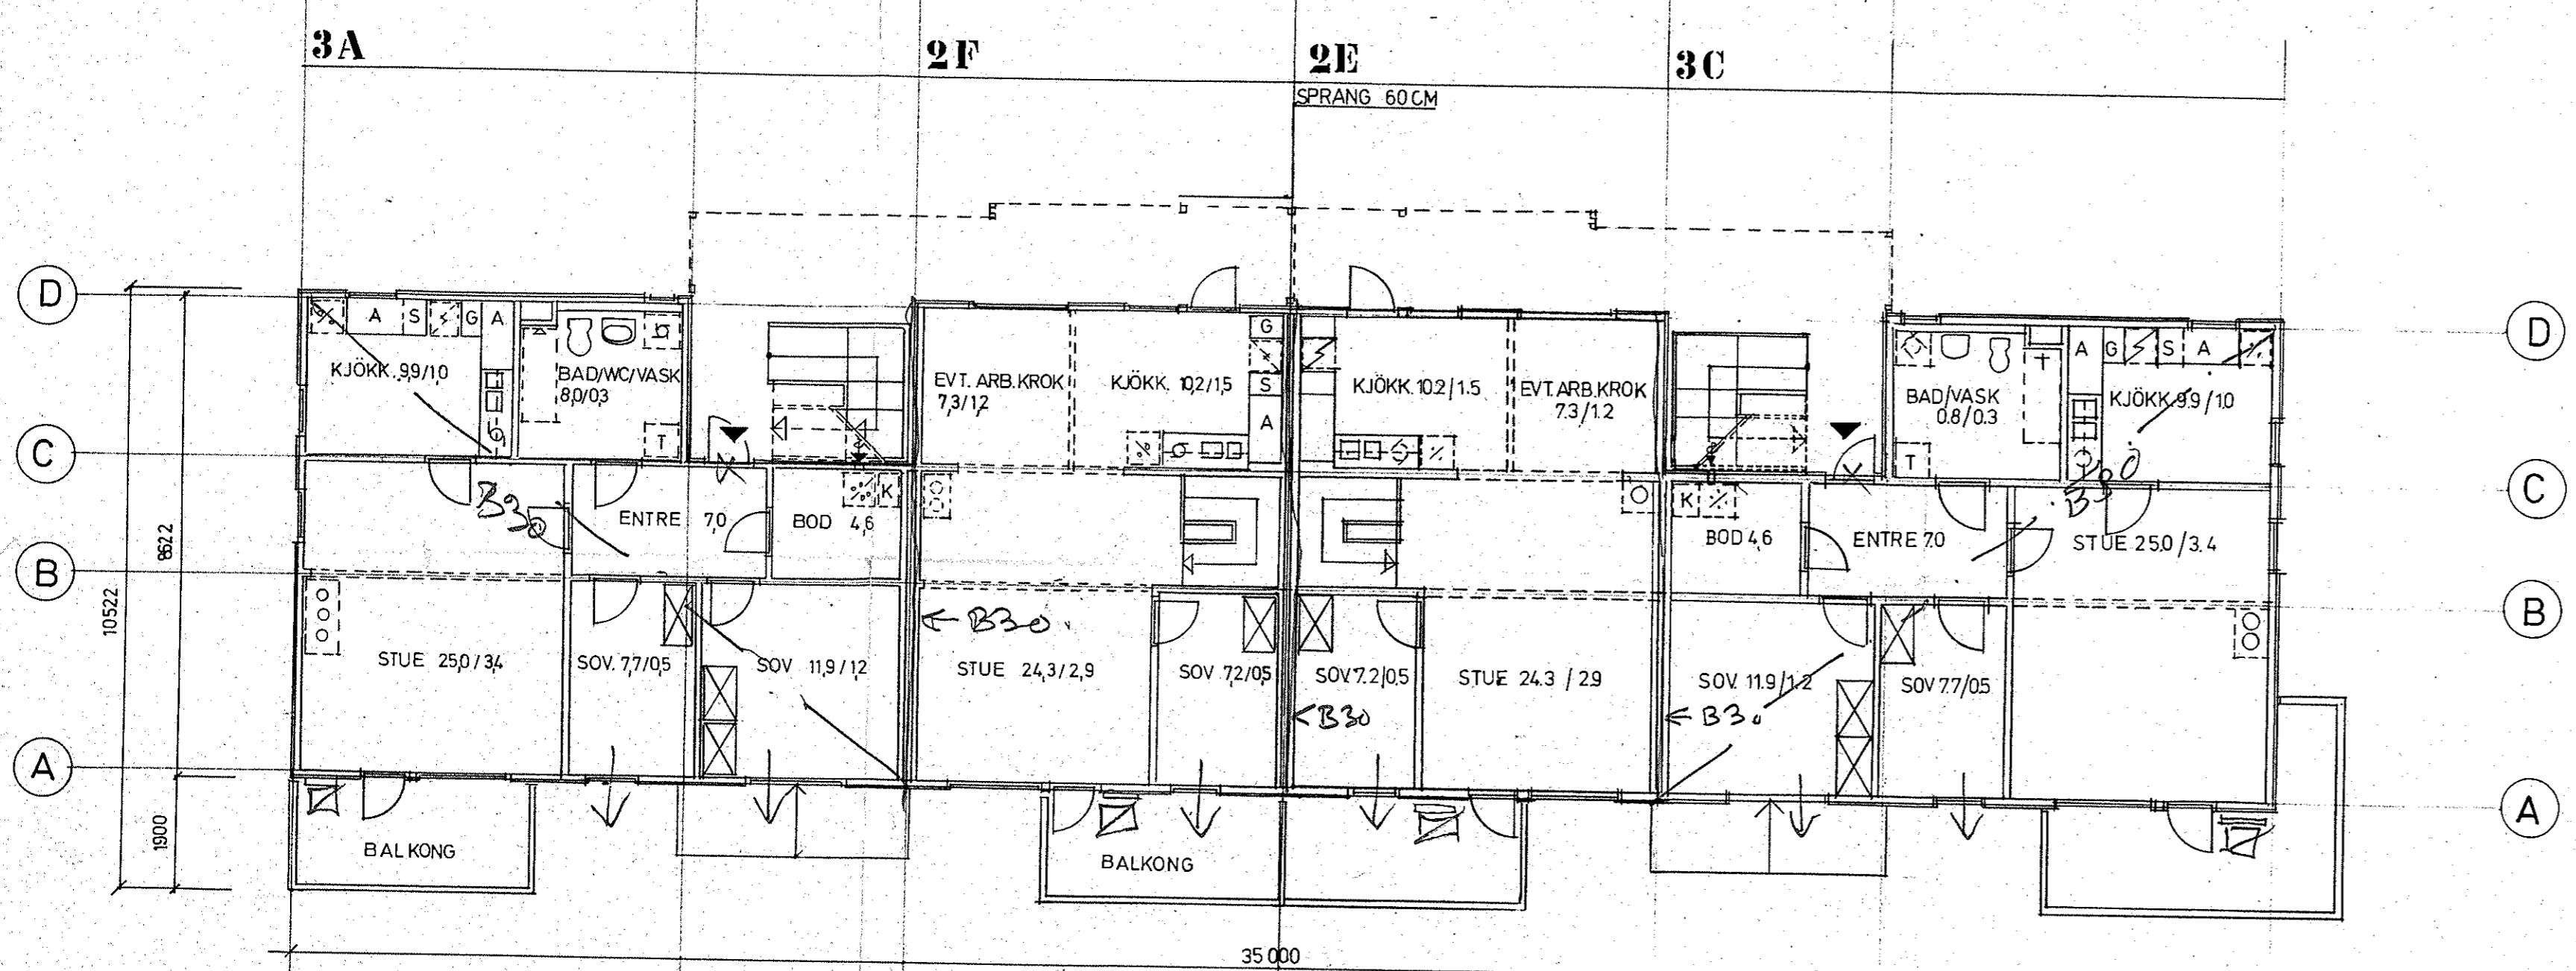 3A
2F
2E
3C
SPRANG 60 CM
D
D
A S G A
KJÖKK. 9,9/1,0
BAD/WC/VASK
8,0/0,3
T
EVT. ARB.KROK
7,3/1,2
KJÖKK. 10,2/1,5
G
S
A
KJÖKK. 10.2/1.5
EVT. ARB.KROK
7.3/1.2
BAD/VASK
0.8/0.3
T
T
A G S A
KJÖKK. 9.9/1.0
C
C
B30
ENTRE 7,0
BOD 4,6
K
K
BOD 4,6
ENTRE 7.0
B30
STUE 25.0/3.4
B
B
10522
8622
1900
STUE 25,0/3,4
SOV. 7,7/0,5
SOV 11,9/1,2
← B30
STUE 24,3/2,9
SOV 7,2/0,5
SOV. 7.2/0.5
← B30
STUE 24.3 / 2.9
SOV. 11.9/1.2
← B30
SOV 7.7/0.5
A
A
BALKONG
BALKONG
35 000